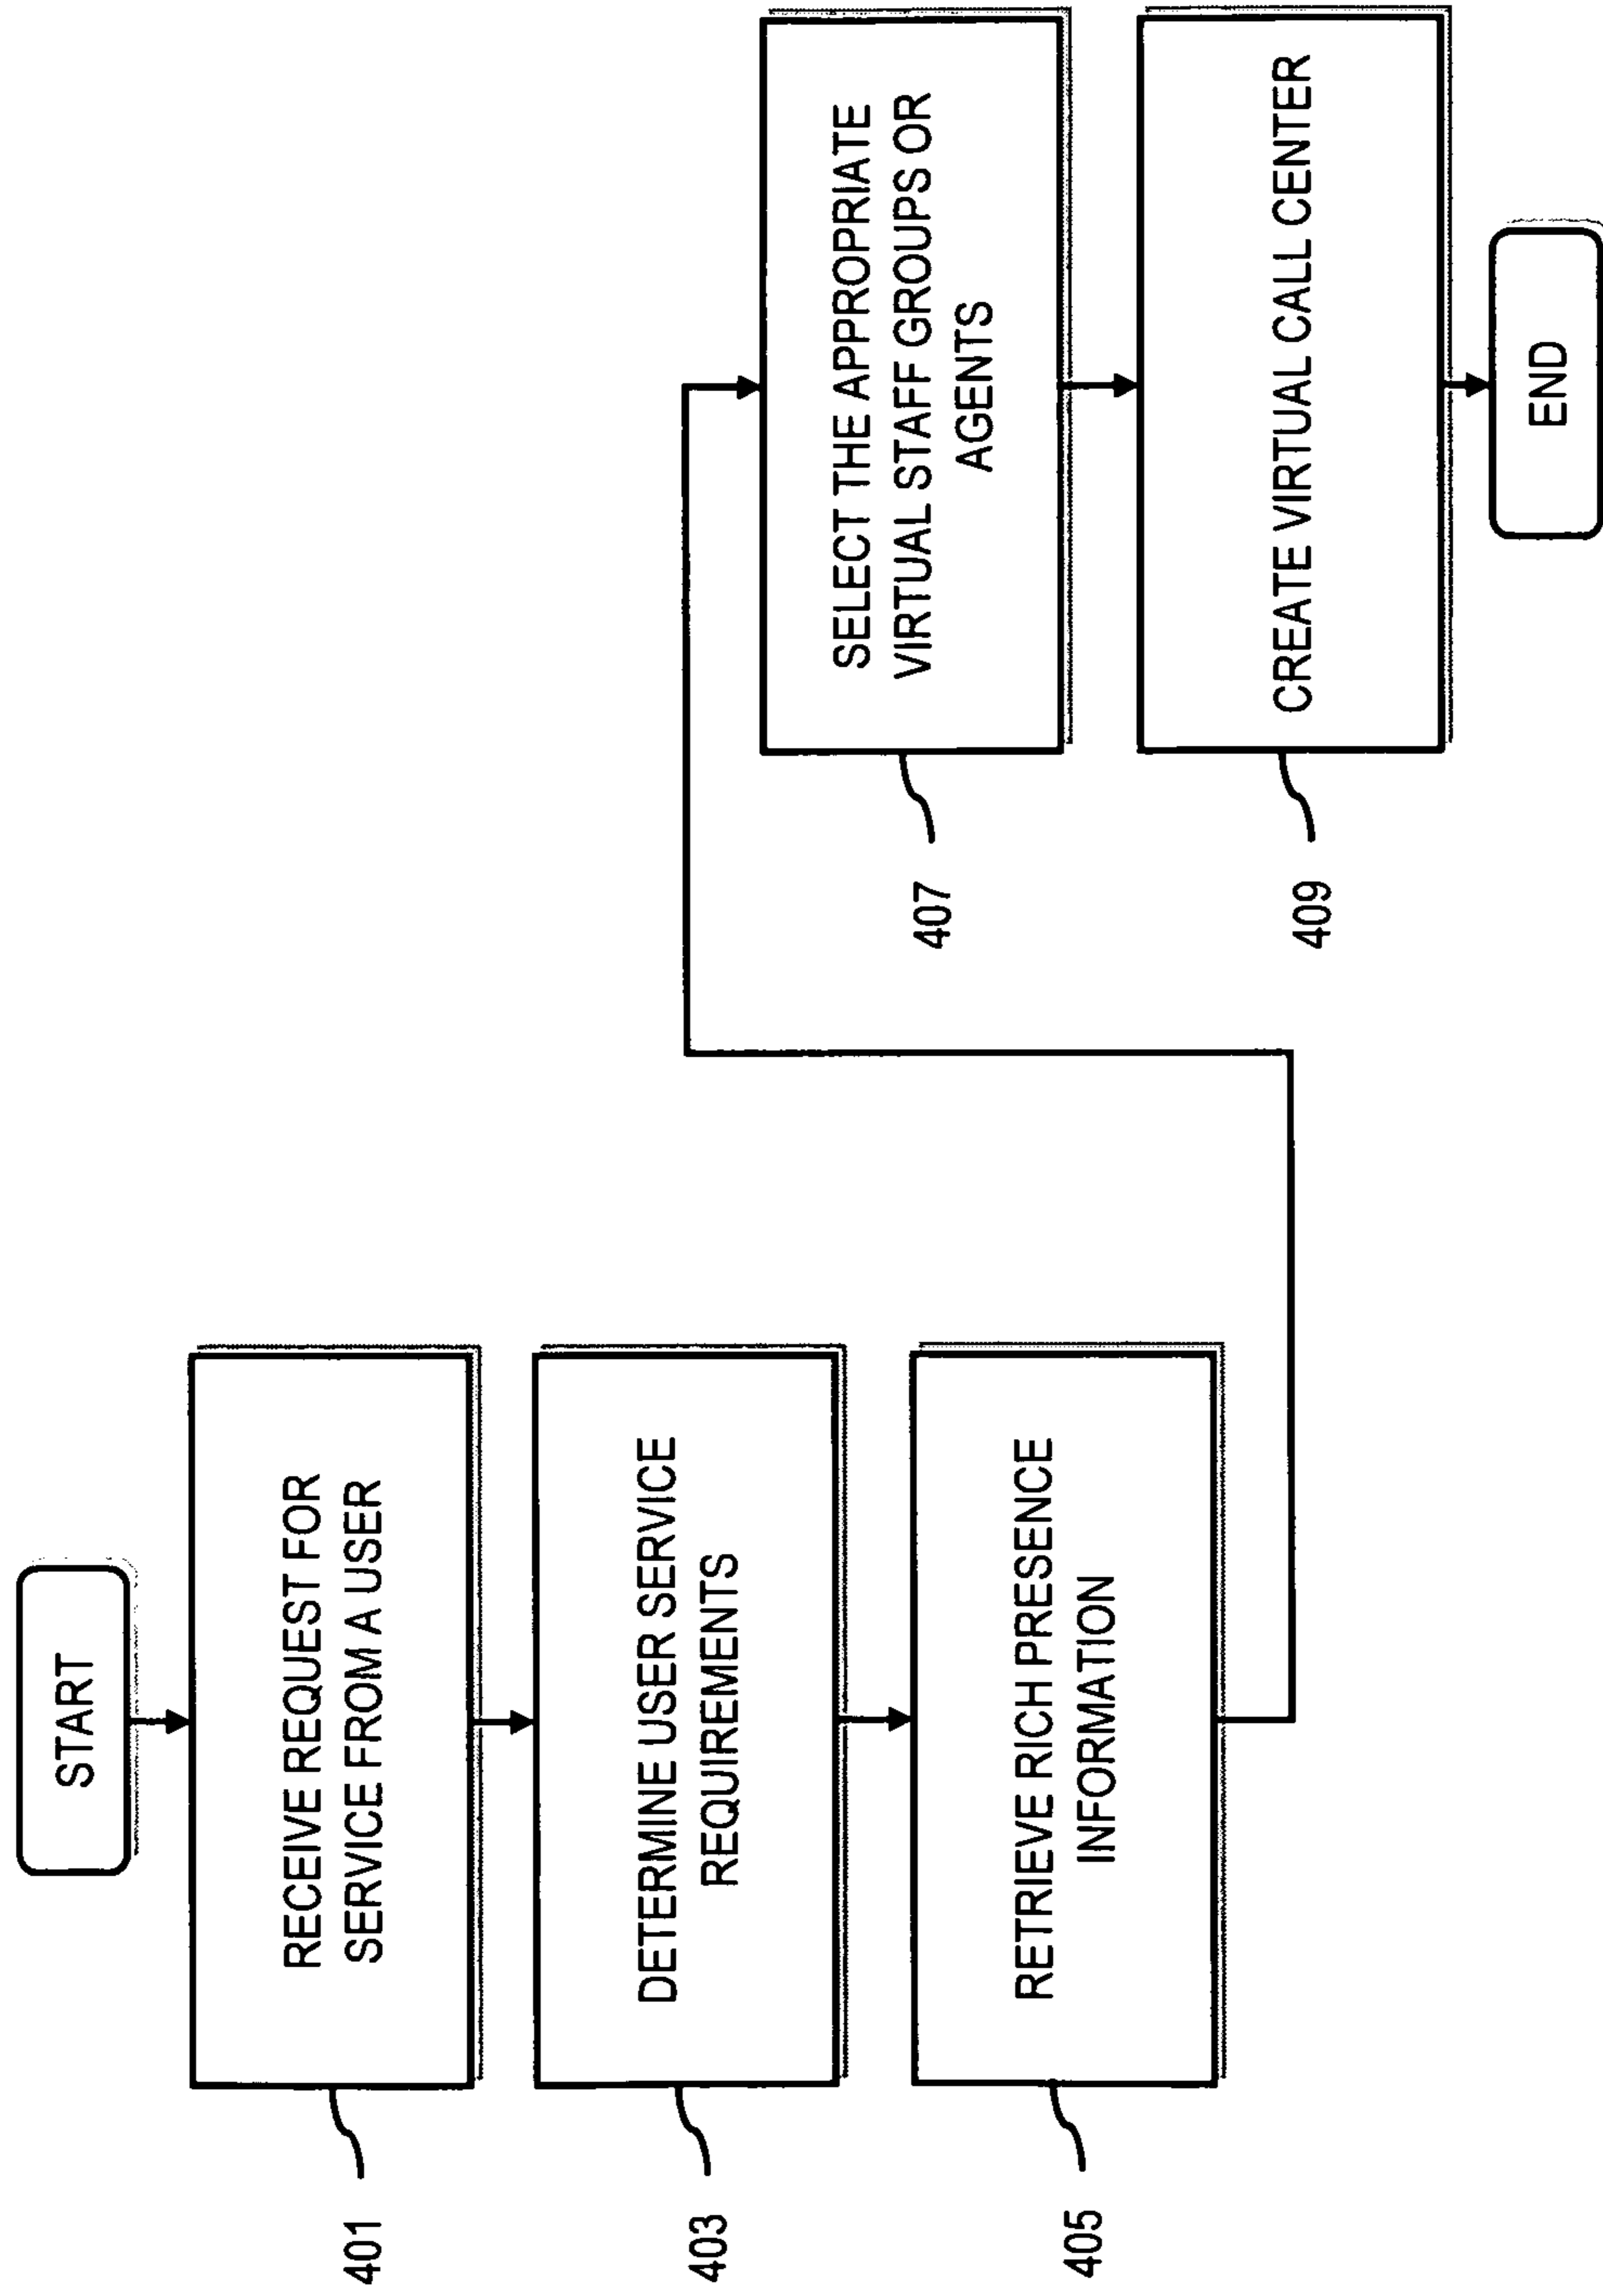 START
RECEIVE REQUEST FOR
SERVICE FROM A USER
401
DETERMINE USER SERVICE
REQUIREMENTS
403
RETRIEVE RICH PRESENCE
INFORMATION
405
SELECT THE APPROPRIATE
VIRTUAL STAFF GROUPS OR
AGENTS
407
CREATE VIRTUAL CALL CENTER
409
END